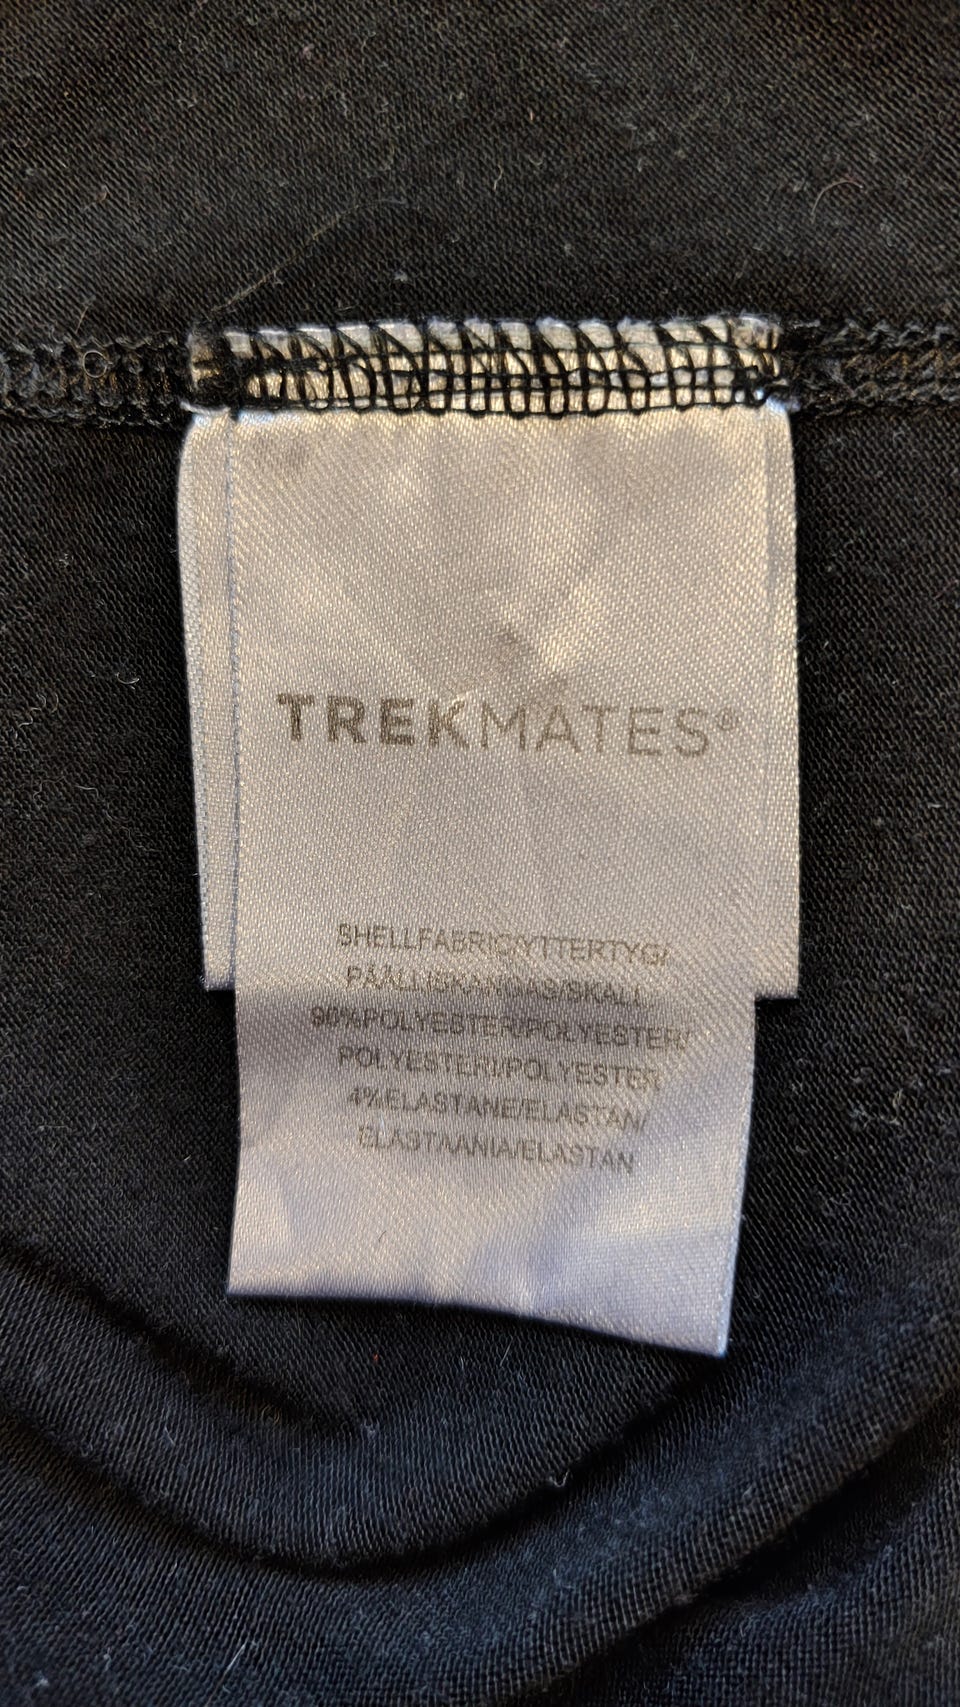 TREKMATES®
SHELLFABRIC/YTTERTYG/
PÄÄLLISKANGAS/SKALL
90%POLYESTER/POLYESTER/
POLYESTERI/POLYESTER
4%ELASTANE/ELASTAN/
ELASTAANIA/ELASTAN